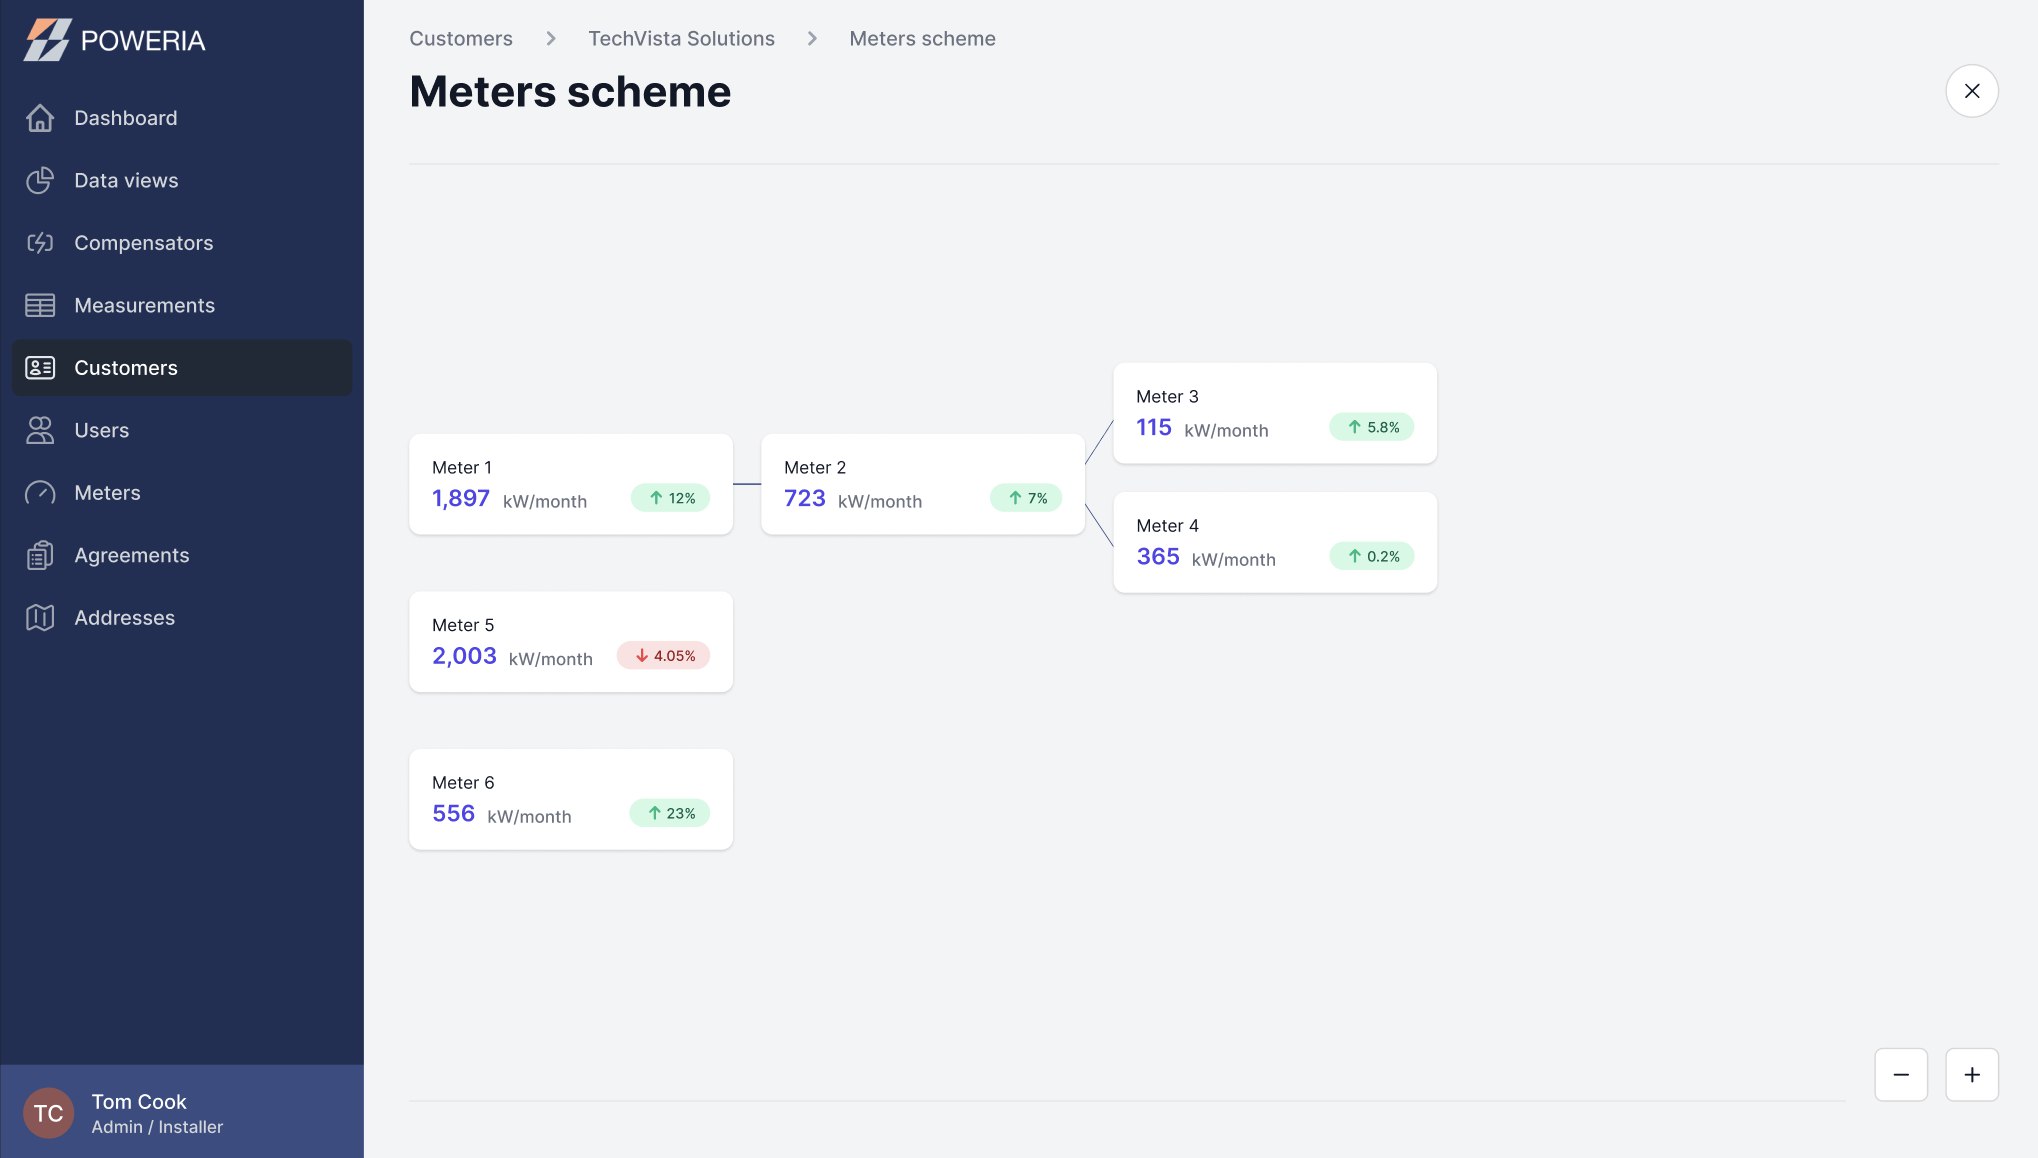 POWERIA
Dashboard
Data views
Compensators
Measurements
Customers
Users
Meters
Agreements
Addresses
TC
Tom Cook
Admin / Installer
Customers > TechVista Solutions > Meters scheme
Meters scheme
Meter 1
1,897 kW/month 12%
Meter 2
723 kW/month 7%
Meter 3
115 kW/month 5.8%
Meter 4
365 kW/month 0.2%
Meter 5
2,003 kW/month 4.05%
Meter 6
556 kW/month 23%